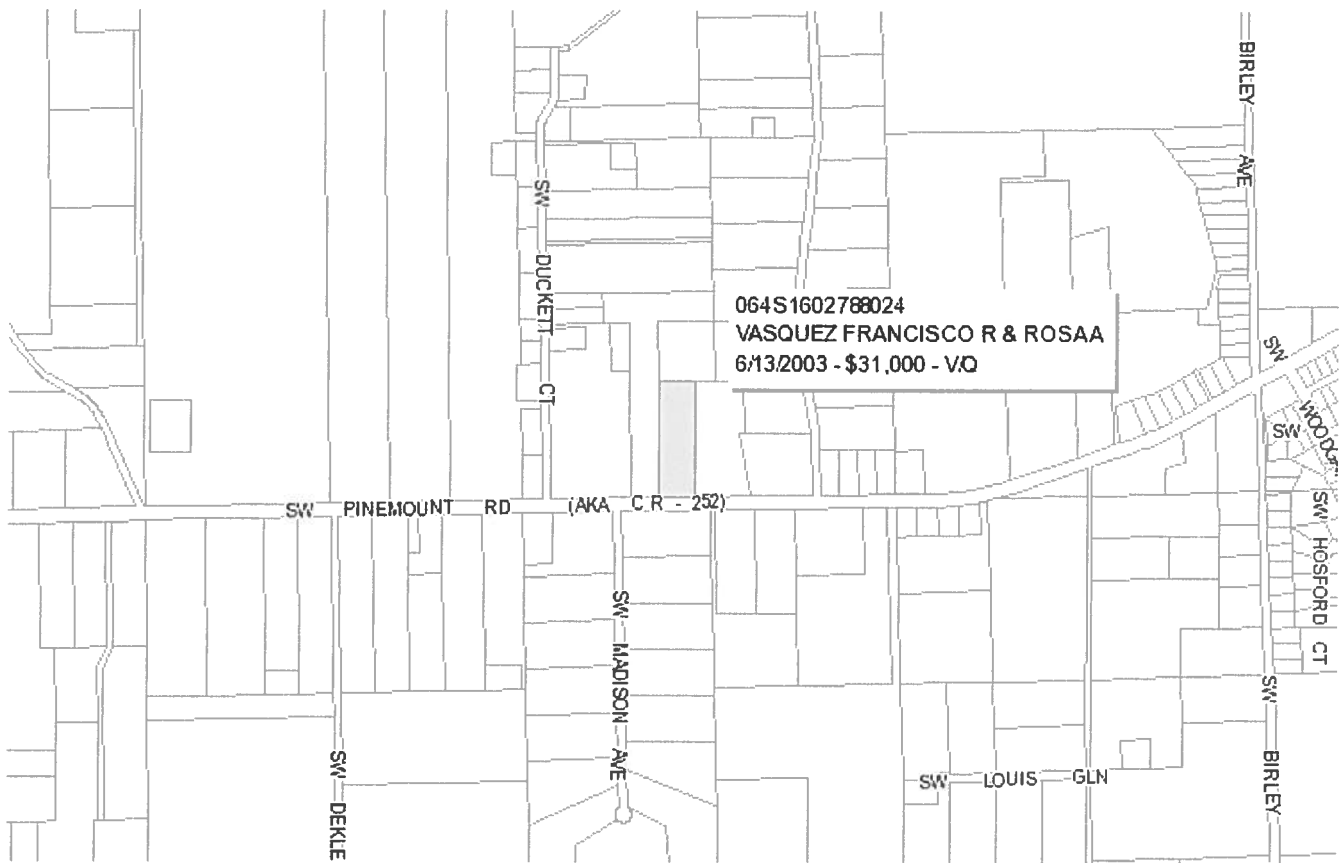 BIRLEY AVE
SW DUCKETT CT
064S1602788024
VASQUEZ FRANCISCO R & ROSAA
6/13/2003 - $31,000 - V/Q
SW
SW
SW PINEMOUNT RD (AKA C R - 252)
SW HOSFORD CT
SW MADISON AVE
SW DEKLE
SW LOUIS GLN
SW BIRLEY